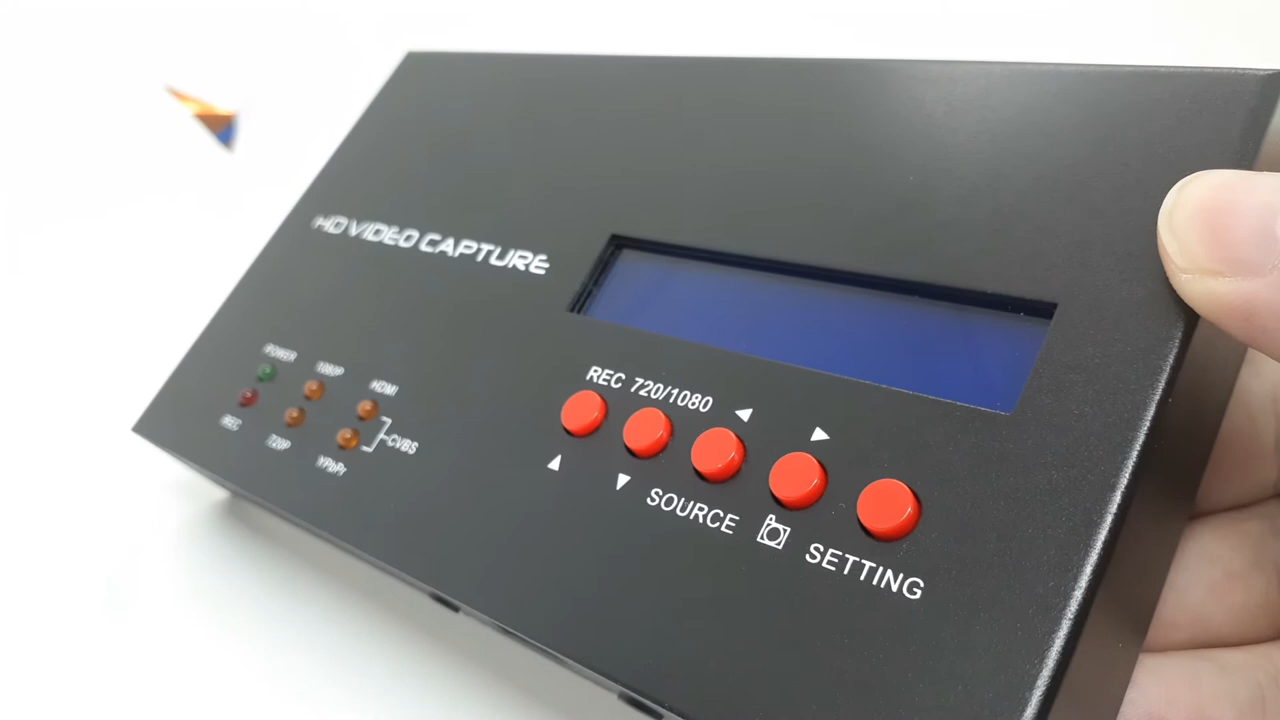 HD VIDEO CAPTURE
POWER 1080P HDMI
REC 720P YPbPr CVBS
REC 720/1080
SOURCE SETTING